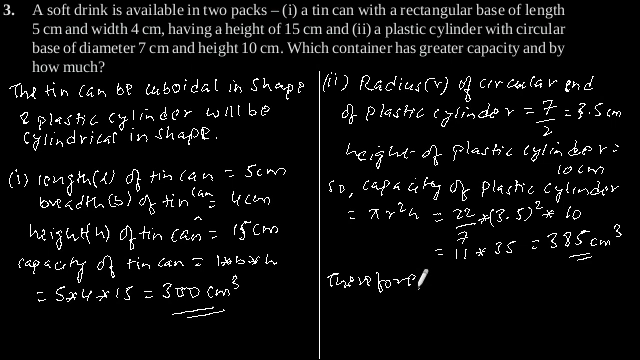 3. A soft drink is available in two packs – (i) a tin can with a rectangular base of length
5 cm and width 4 cm, having a height of 15 cm and (ii) a plastic cylinder with circular
base of diameter 7 cm and height 10 cm. Which container has greater capacity and by
how much?
The tin can be cuboidal in shape
& plastic cylinder will be
cylindrical in shape.
(i) length(l) of tin can = 5cm
breadth(b) of tin can = 4cm
height(h) of tin can = 15cm
capacity of tin can = l*b*h
= 5*4*15 = 300 cm³
(ii) Radius(r) of circular end
of plastic cylinder = 7/2 = 3.5cm
height of plastic cylinder =
10cm
so, capacity of plastic cylinder
= πr²h = 22/7 *(3.5)² * 10
= 11 * 35 = 385cm³
Therefore,